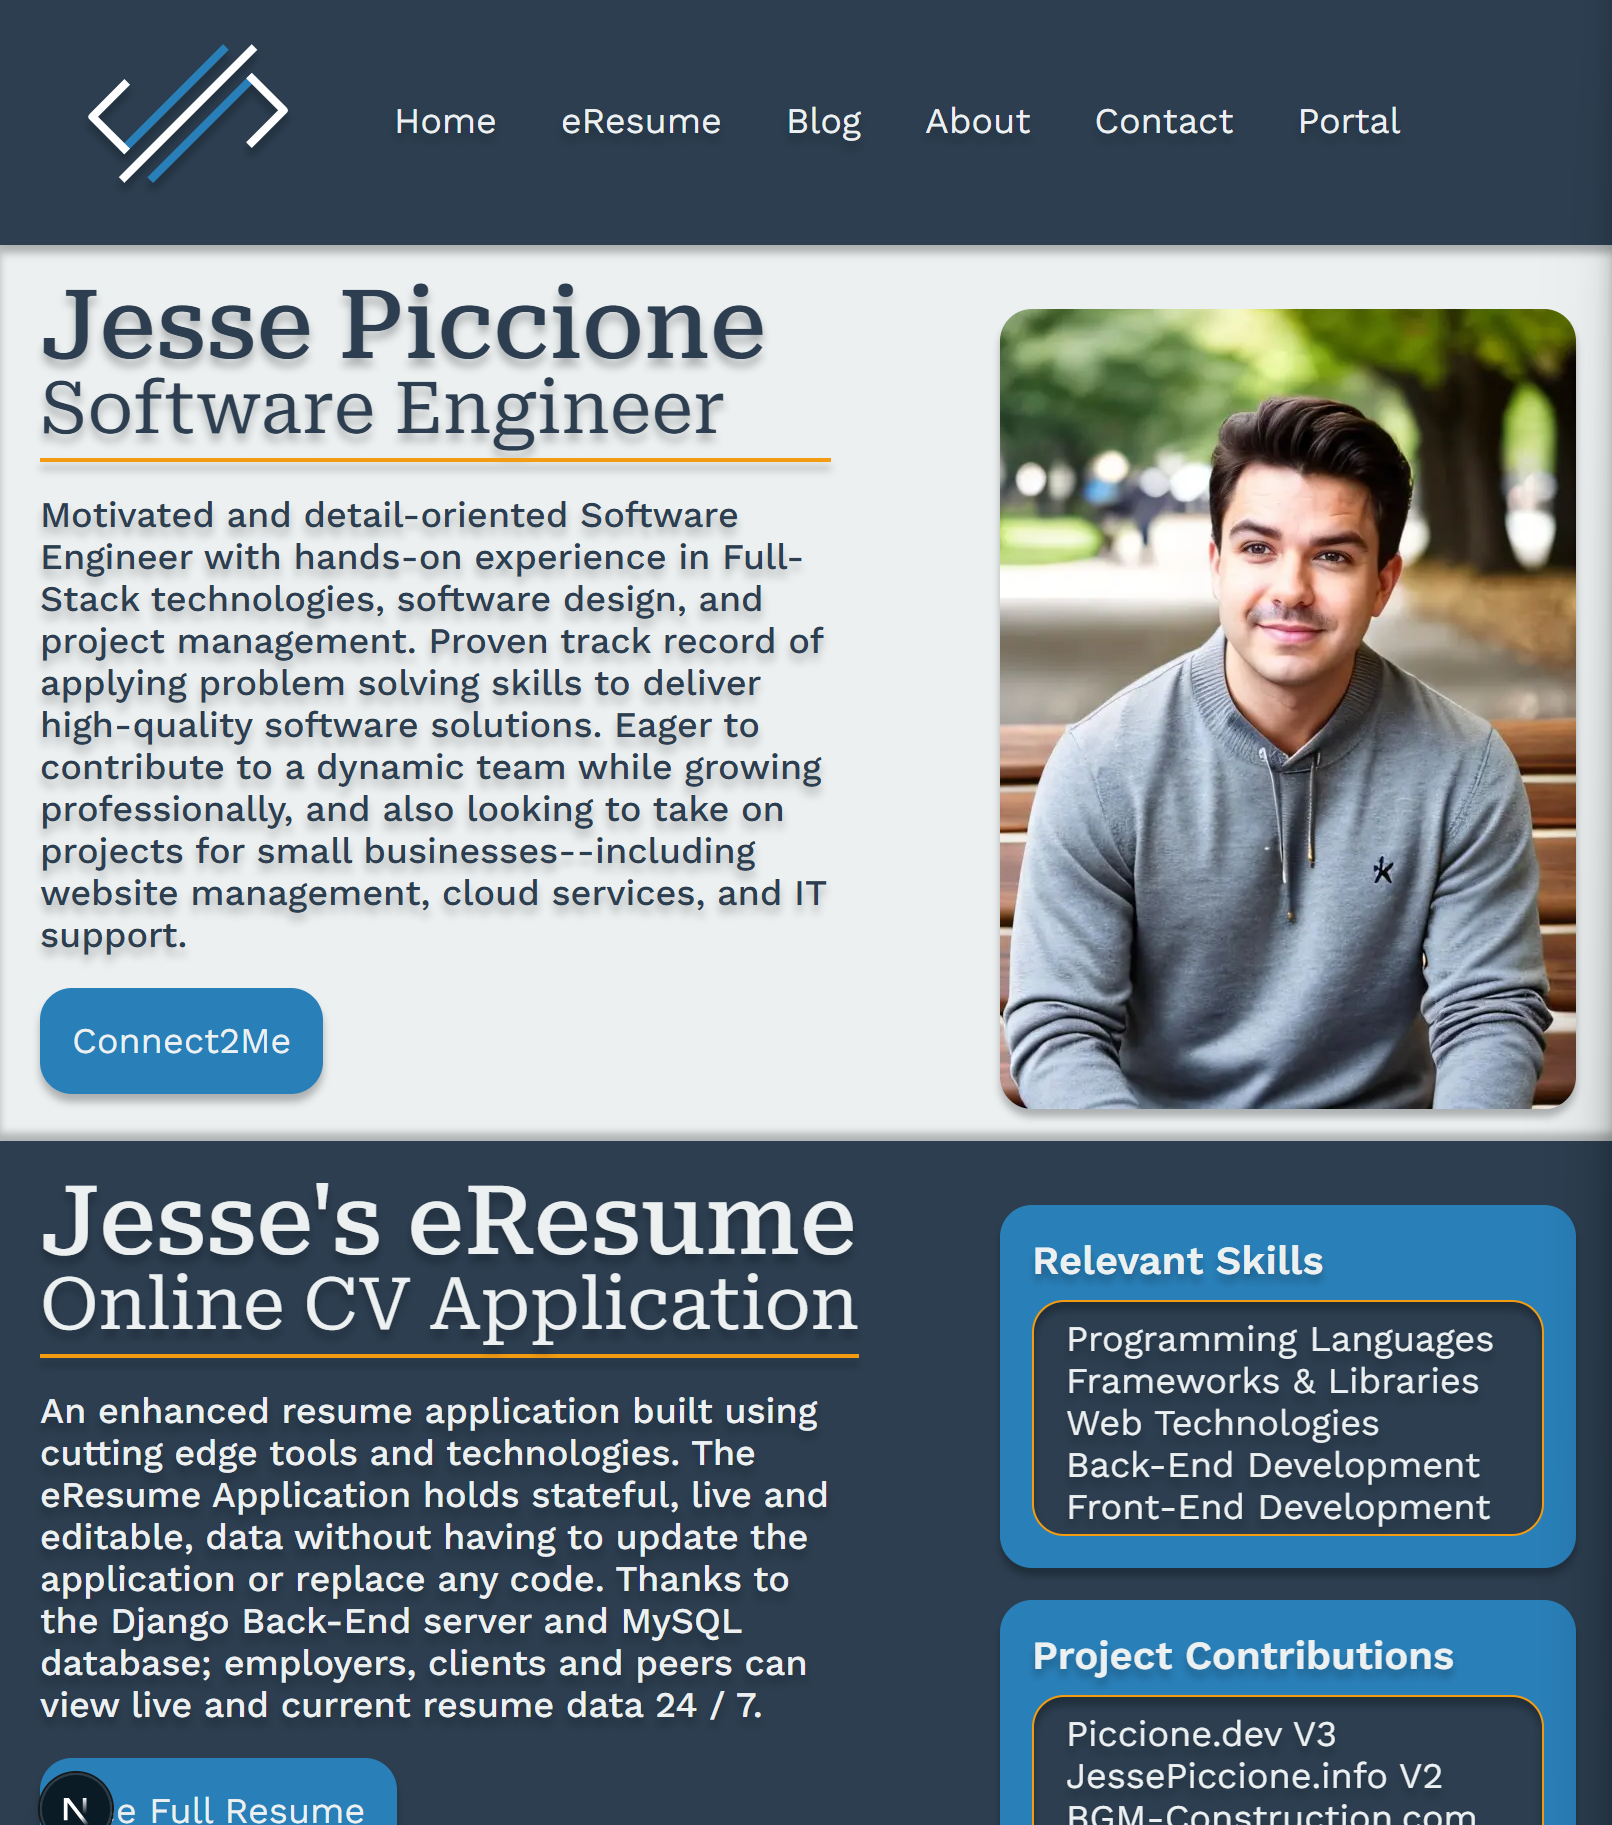 Home eResume Blog About Contact Portal
Jesse Piccione
Software Engineer
Motivated and detail-oriented Software
Engineer with hands-on experience in Full-
Stack technologies, software design, and
project management. Proven track record of
applying problem solving skills to deliver
high-quality software solutions. Eager to
contribute to a dynamic team while growing
professionally, and also looking to take on
projects for small businesses--including
website management, cloud services, and IT
support.
Connect2Me
Jesse's eResume
Online CV Application
An enhanced resume application built using
cutting edge tools and technologies. The
eResume Application holds stateful, live and
editable, data without having to update the
application or replace any code. Thanks to
the Django Back-End server and MySQL
database; employers, clients and peers can
view live and current resume data 24 / 7.
N
e Full Resume
Relevant Skills
Programming Languages
Frameworks & Libraries
Web Technologies
Back-End Development
Front-End Development
Project Contributions
Piccione.dev V3
JessePiccione.info V2
BGM-Construction.com